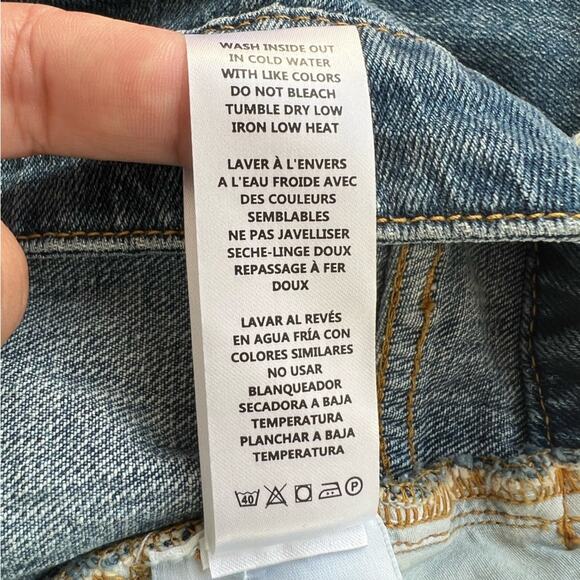 WASH INSIDE OUT
IN COLD WATER
WITH LIKE COLORS
DO NOT BLEACH
TUMBLE DRY LOW
IRON LOW HEAT
LAVER À L'ENVERS
A L'EAU FROIDE AVEC
DES COULEURS
SEMBLABLES
NE PAS JAVELLISER
SECHE-LINGE DOUX
REPASSAGE À FER
DOUX
LAVAR AL REVÉS
EN AGUA FRÍA CON
COLORES SIMILARES
NO USAR
BLANQUEADOR
SECADORA A BAJA
TEMPERATURA
PLANCHAR A BAJA
TEMPERATURA
40 P